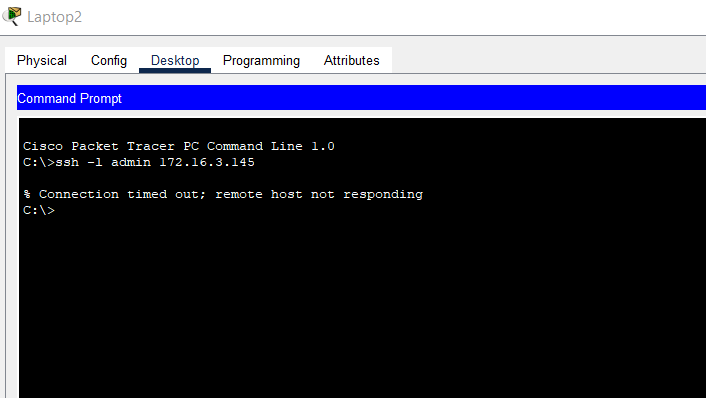 Laptop2
Physical Config Desktop Programming Attributes
Command Prompt
Cisco Packet Tracer PC Command Line 1.0
C:\>ssh -l admin 172.16.3.145
% Connection timed out; remote host not responding
C:\>